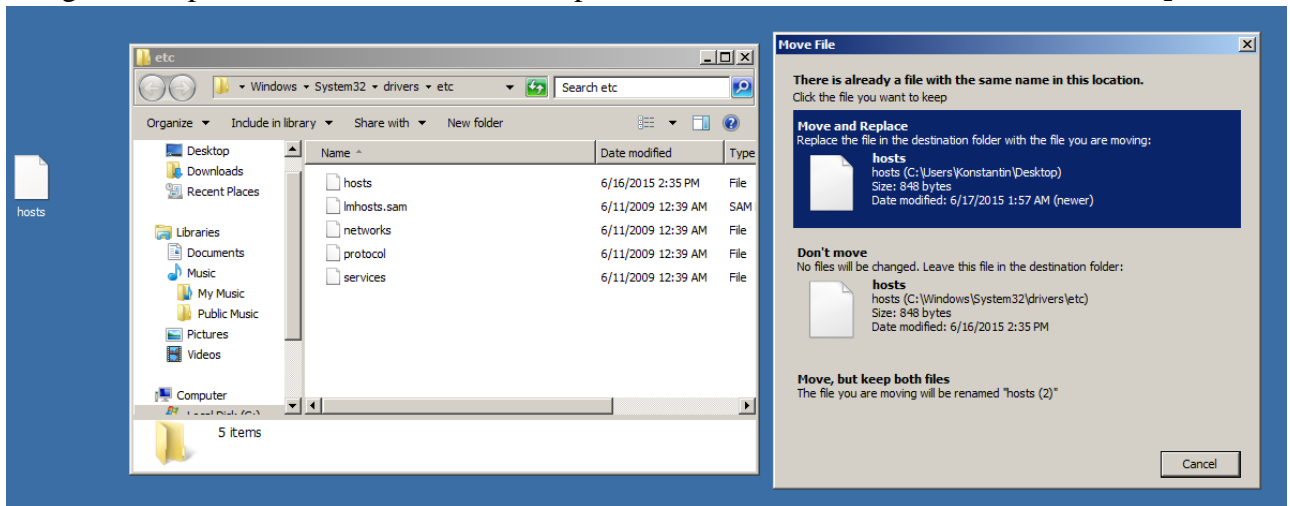 hosts
etc
Windows System32 drivers etc
Search etc
Organize Include in library Share with New folder
Desktop
Downloads
Recent Places
Libraries
Documents
Music
My Music
Public Music
Pictures
Videos
Computer
Name Date modified Type
hosts 6/16/2015 2:35 PM File
lmhosts.sam 6/11/2009 12:39 AM SAM
networks 6/11/2009 12:39 AM File
protocol 6/11/2009 12:39 AM File
services 6/11/2009 12:39 AM File
5 items
Move File
There is already a file with the same name in this location.
Click the file you want to keep
Move and Replace
Replace the file in the destination folder with the file you are moving:
hosts
hosts (C:\Users\Konstantin\Desktop)
Size: 848 bytes
Date modified: 6/17/2015 1:57 AM (newer)
Don't move
No files will be changed. Leave this file in the destination folder:
hosts
hosts (C:\Windows\System32\drivers\etc)
Size: 848 bytes
Date modified: 6/16/2015 2:35 PM
Move, but keep both files
The file you are moving will be renamed "hosts (2)"
Cancel